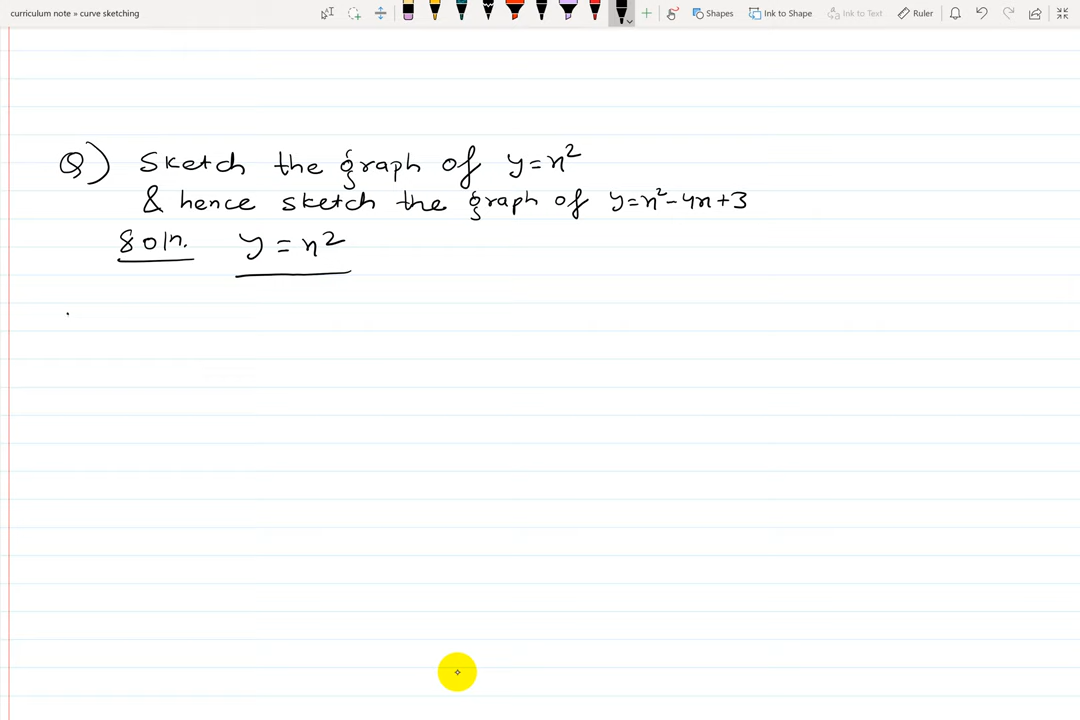 curriculum note » curve sketching
Shapes Ink to Shape Ink to Text Ruler
Q) Sketch the graph of y=x²
& hence sketch the graph of y=x²-4x+3
Soln. y=x²